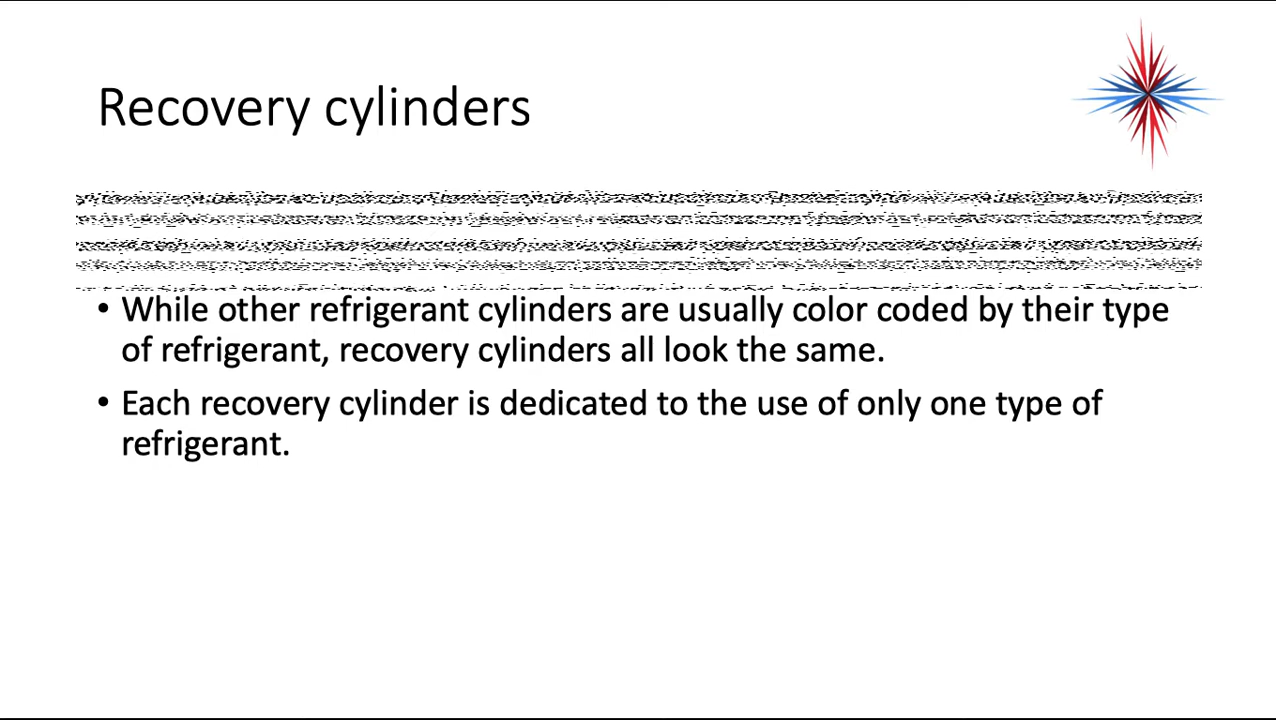 Recovery cylinders
• While other refrigerant cylinders are usually color coded by their type
of refrigerant, recovery cylinders all look the same.
• Each recovery cylinder is dedicated to the use of only one type of
refrigerant.